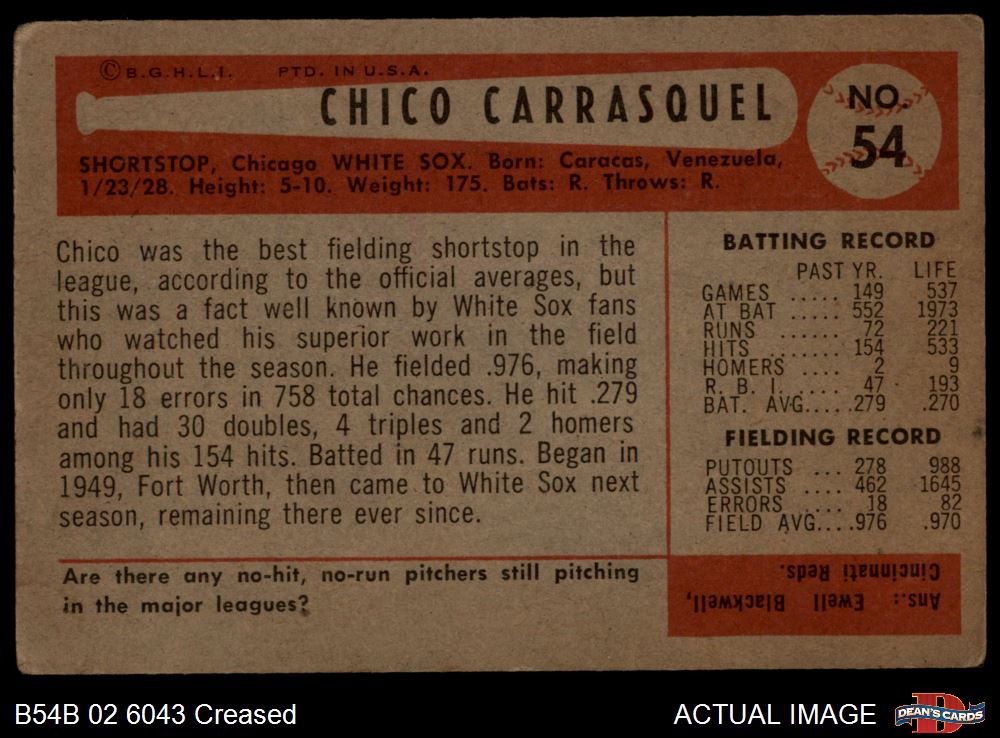 ©B.G.H.L.I. PTD. IN U.S.A.
CHICO CARRASQUEL
NO. 54
SHORTSTOP, Chicago WHITE SOX. Born: Caracas, Venezuela,
1/23/28. Height: 5-10. Weight: 175. Bats: R. Throws: R.
Chico was the best fielding shortstop in the
league, according to the official averages, but
this was a fact well known by White Sox fans
who watched his superior work in the field
throughout the season. He fielded .976, making
only 18 errors in 758 total chances. He hit .279
and had 30 doubles, 4 triples and 2 homers
among his 154 hits. Batted in 47 runs. Began in
1949, Fort Worth, then came to White Sox next
season, remaining there ever since.
BATTING RECORD
PAST YR. LIFE
GAMES ..... 149 537
AT BAT ..... 552 1973
RUNS ..... 72 221
HITS ...... 154 533
HOMERS .... 2 9
R. B. I. .... 47 193
BAT. AVG.....279 .270
FIELDING RECORD
PUTOUTS ... 278 988
ASSISTS .... 462 1645
ERRORS .... 18 82
FIELD AVG....976 .970
Are there any no-hit, no-run pitchers still pitching
in the major leagues?
Ans.: Ewell Blackwell,
Cincinnati Reds.
B54B 02 6043 Creased
ACTUAL IMAGE
DEAN'S CARDS